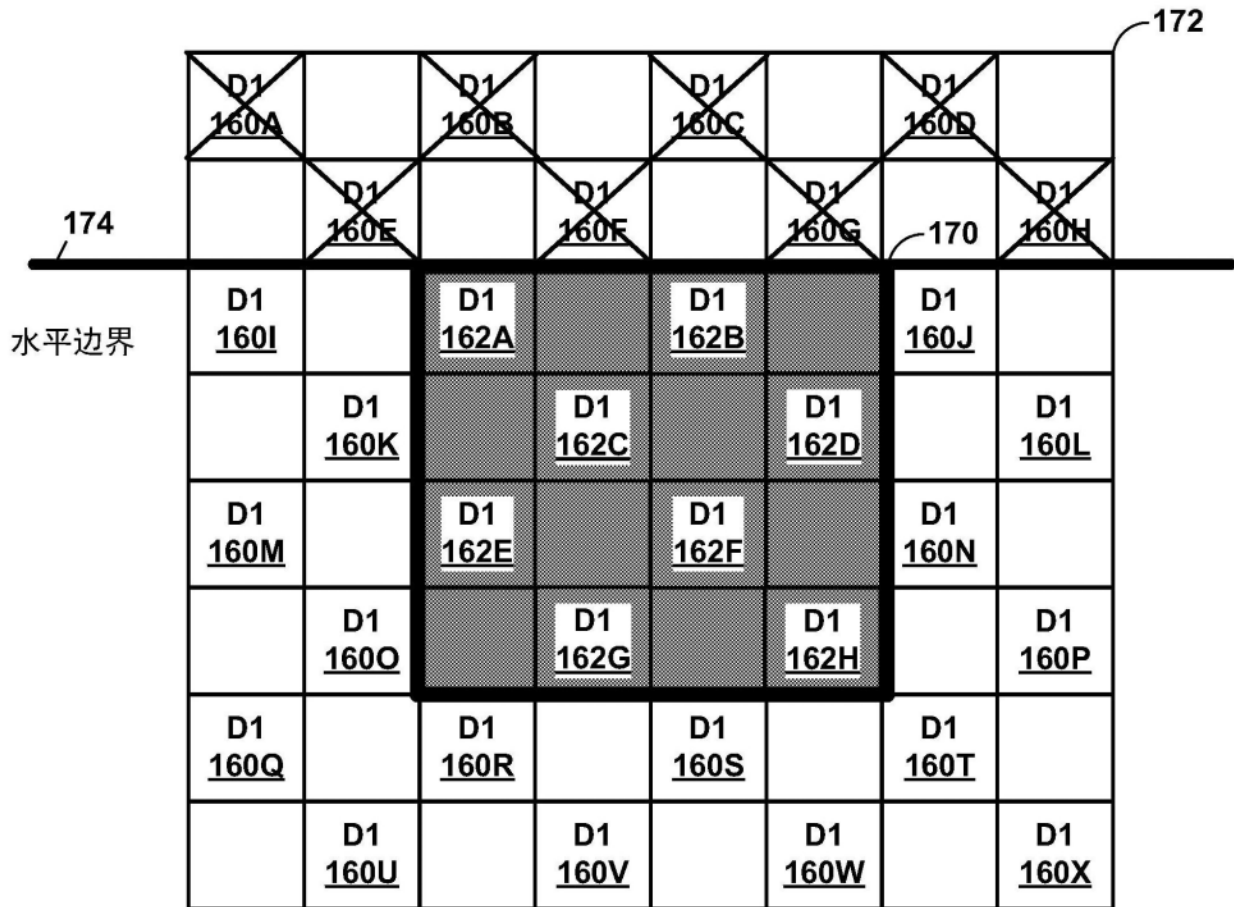 172
D1 D1 D1 D1
160A 160B 160C 160D
D1 D1 D1 D1
160E 160F 160G 160H
174
170
D1 D1 D1 D1
160I 162A 162B 160J
水平边界
D1 D1 D1 D1
160K 162C 162D 160L
D1 D1 D1 D1
160M 162E 162F 160N
D1 D1 D1 D1
160O 162G 162H 160P
D1 D1 D1 D1
160Q 160R 160S 160T
D1 D1 D1 D1
160U 160V 160W 160X